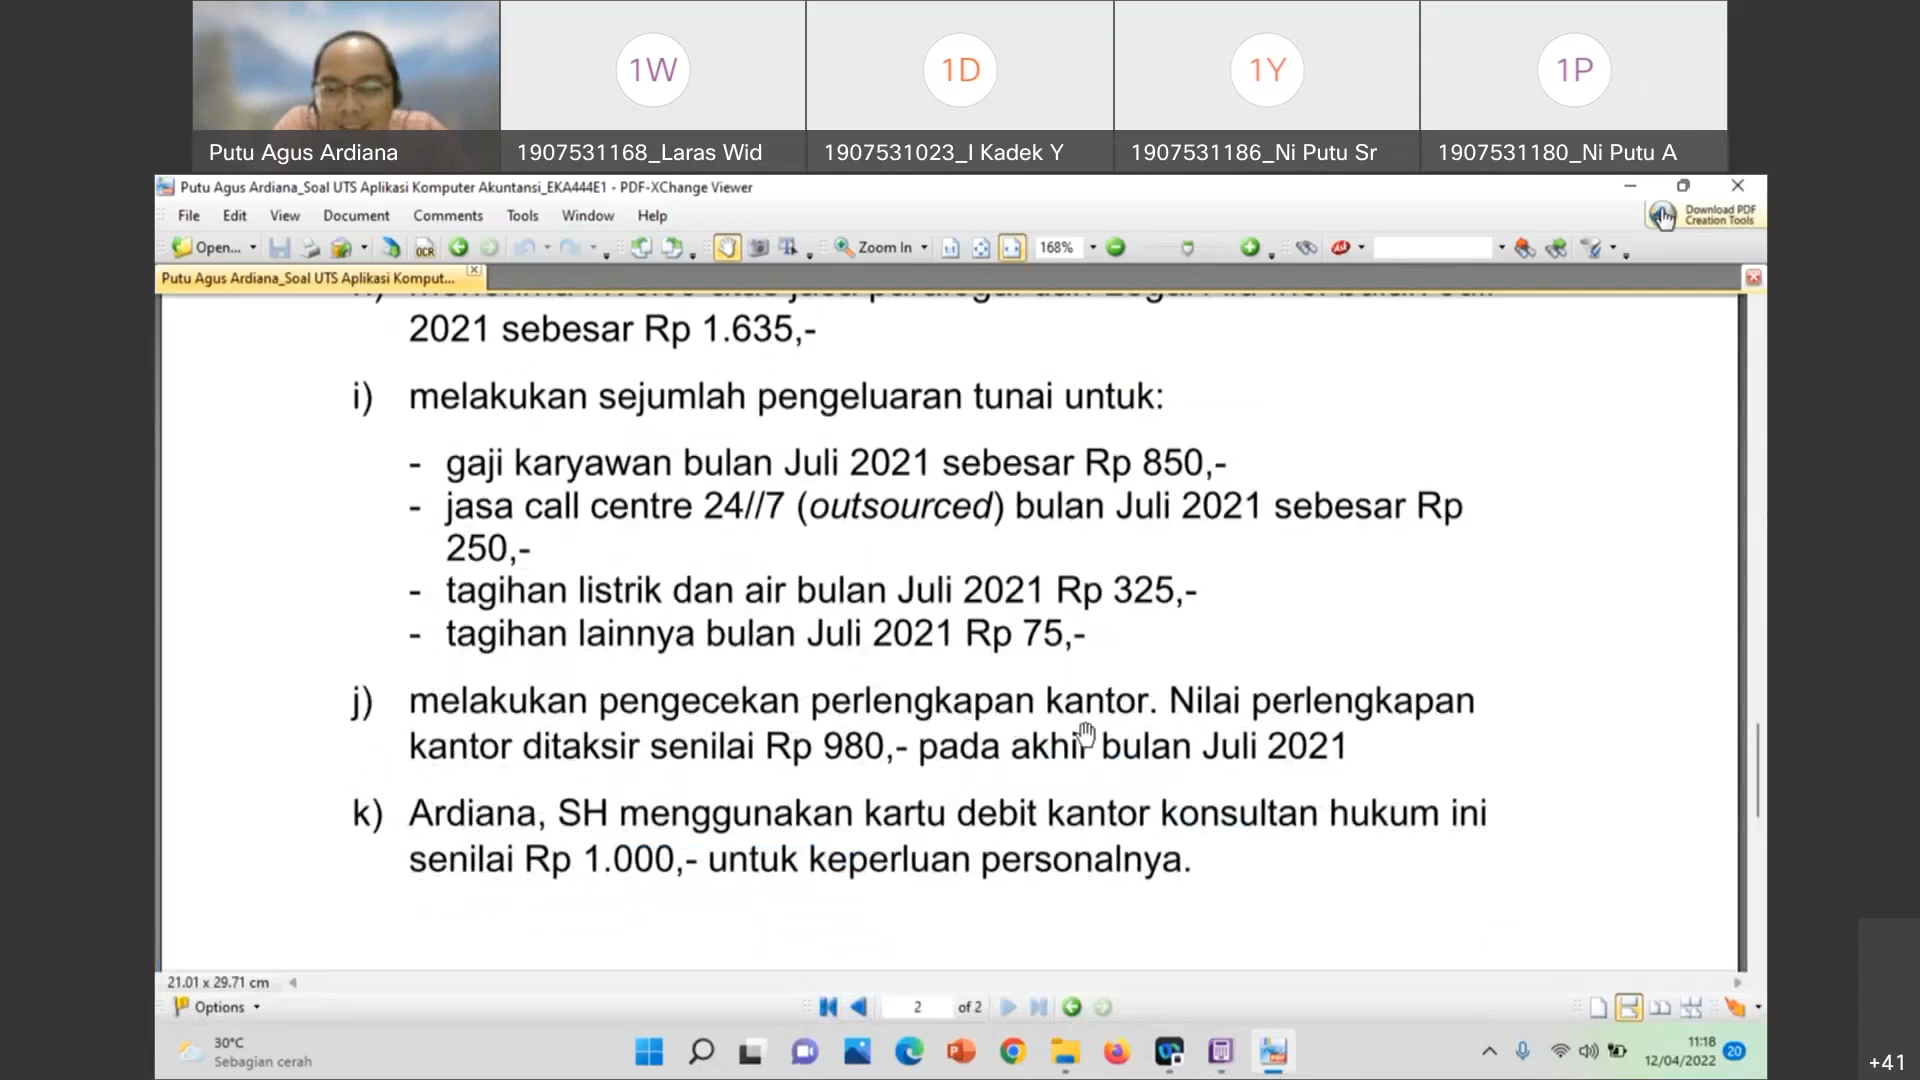 1W
1D
1Y
1P
Putu Agus Ardiana
1907531168_Laras Wid
1907531023_I Kadek Y
1907531186_Ni Putu Sr
1907531180_Ni Putu A
Putu Agus Ardiana_Soal UTS Aplikasi Komputer Akuntansi_EKA444E1 - PDF-XChange Viewer
File Edit View Document Comments Tools Window Help
Download PDF
Creation Tools
Open...
OCR
Zoom In
168%
Putu Agus Ardiana_Soal UTS Aplikasi Komput...
2021 sebesar Rp 1.635,-
i) melakukan sejumlah pengeluaran tunai untuk:
- gaji karyawan bulan Juli 2021 sebesar Rp 850,-
- jasa call centre 24//7 (outsourced) bulan Juli 2021 sebesar Rp
250,-
- tagihan listrik dan air bulan Juli 2021 Rp 325,-
- tagihan lainnya bulan Juli 2021 Rp 75,-
j) melakukan pengecekan perlengkapan kantor. Nilai perlengkapan
kantor ditaksir senilai Rp 980,- pada akhir bulan Juli 2021
k) Ardiana, SH menggunakan kartu debit kantor konsultan hukum ini
senilai Rp 1.000,- untuk keperluan personalnya.
21.01 x 29.71 cm
Options
2 of 2
30°C
Sebagian cerah
11:18
12/04/2022
20
+41